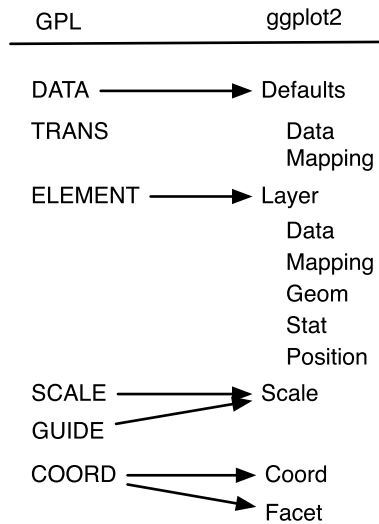 GPL ggplot2
DATA Defaults
TRANS Data
Mapping
ELEMENT Layer
Data
Mapping
Geom
Stat
Position
SCALE Scale
GUIDE
COORD Coord
Facet